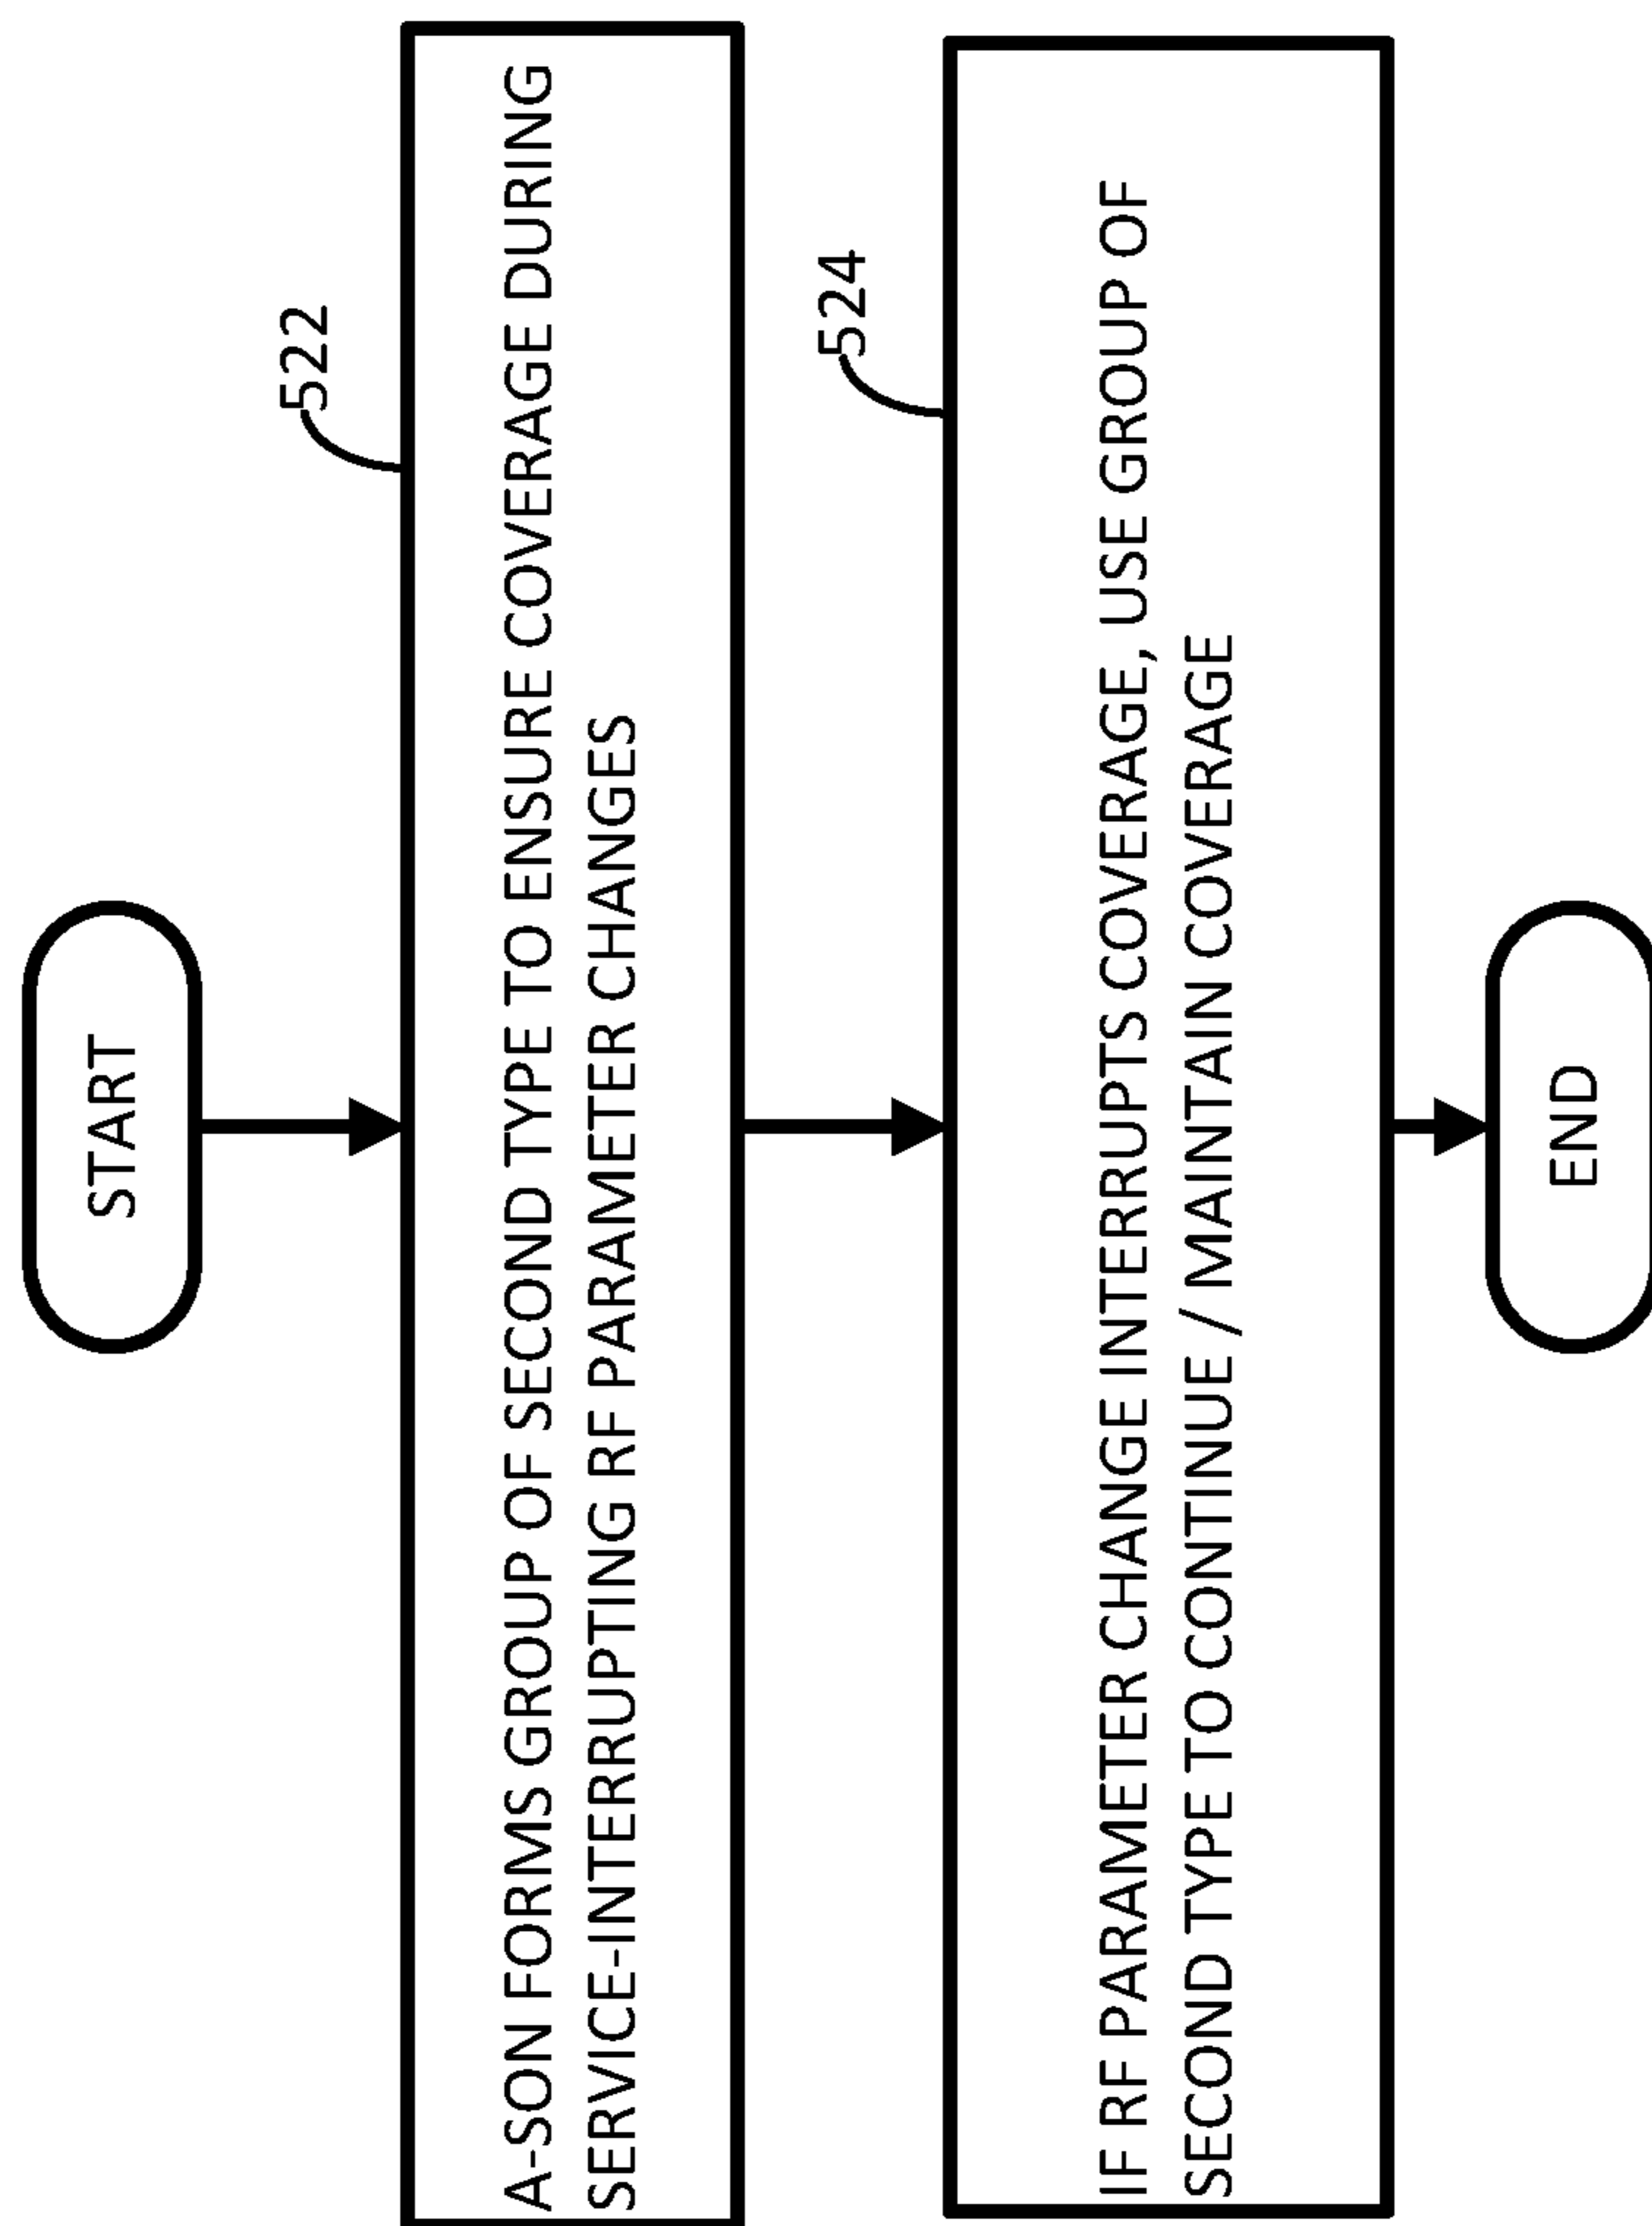 START
522
A-SON FORMS GROUP OF SECOND TYPE TO ENSURE COVERAGE DURING
SERVICE-INTERRUPTING RF PARAMETER CHANGES
524
IF RF PARAMETER CHANGE INTERRUPTS COVERAGE, USE GROUP OF
SECOND TYPE TO CONTINUE / MAINTAIN COVERAGE
END